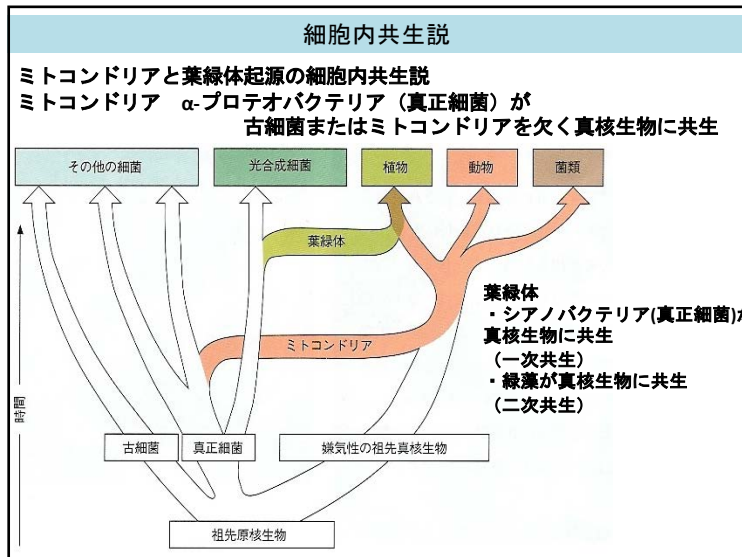 細胞内共生説
ミトコンドリアと葉緑体起源の細胞内共生説
ミトコンドリア α-プロテオバクテリア（真正細菌）が
古細菌またはミトコンドリアを欠く真核生物に共生
その他の細菌
光合成細菌
植物
動物
菌類
葉緑体
ミトコンドリア
葉緑体
・シアノバクテリア(真正細菌)が
真核生物に共生
（一次共生）
・緑藻が真核生物に共生
（二次共生）
時間
古細菌
真正細菌
嫌気性の祖先真核生物
祖先原核生物